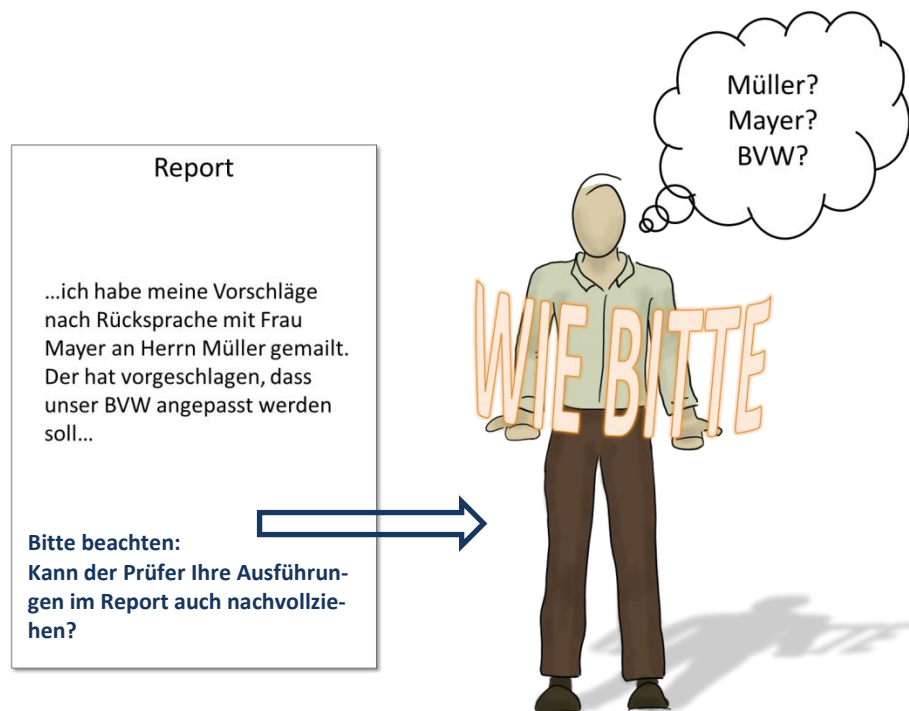 Müller?
Mayer?
BVW?
Report
...ich habe meine Vorschläge
nach Rücksprache mit Frau
Mayer an Herrn Müller gemailt.
Der hat vorgeschlagen, dass
unser BVW angepasst werden
soll...
Bitte beachten:
Kann der Prüfer Ihre Ausführun-
gen im Report auch nachvollzie-
hen?
WIE BITTE